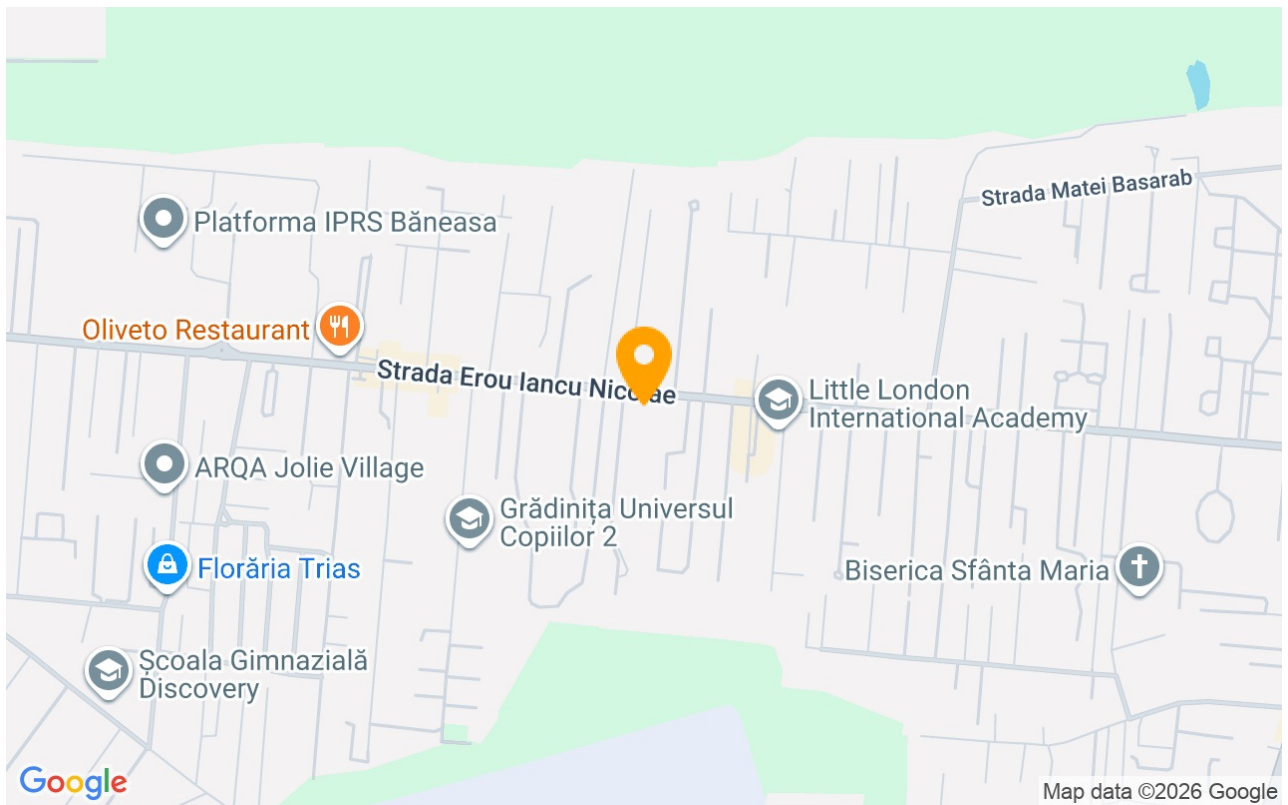 Strada Matei Basarab
Platforma IPRS Băneasa
Oliveto Restaurant
Strada Erou Iancu Nicolae
Little London
International Academy
ARQA Jolie Village
Grădinița Universul
Copiilor 2
Florăria Trias
Biserica Sfânta Maria
Școala Gimnazială
Discovery
Google
Map data ©2026 Google